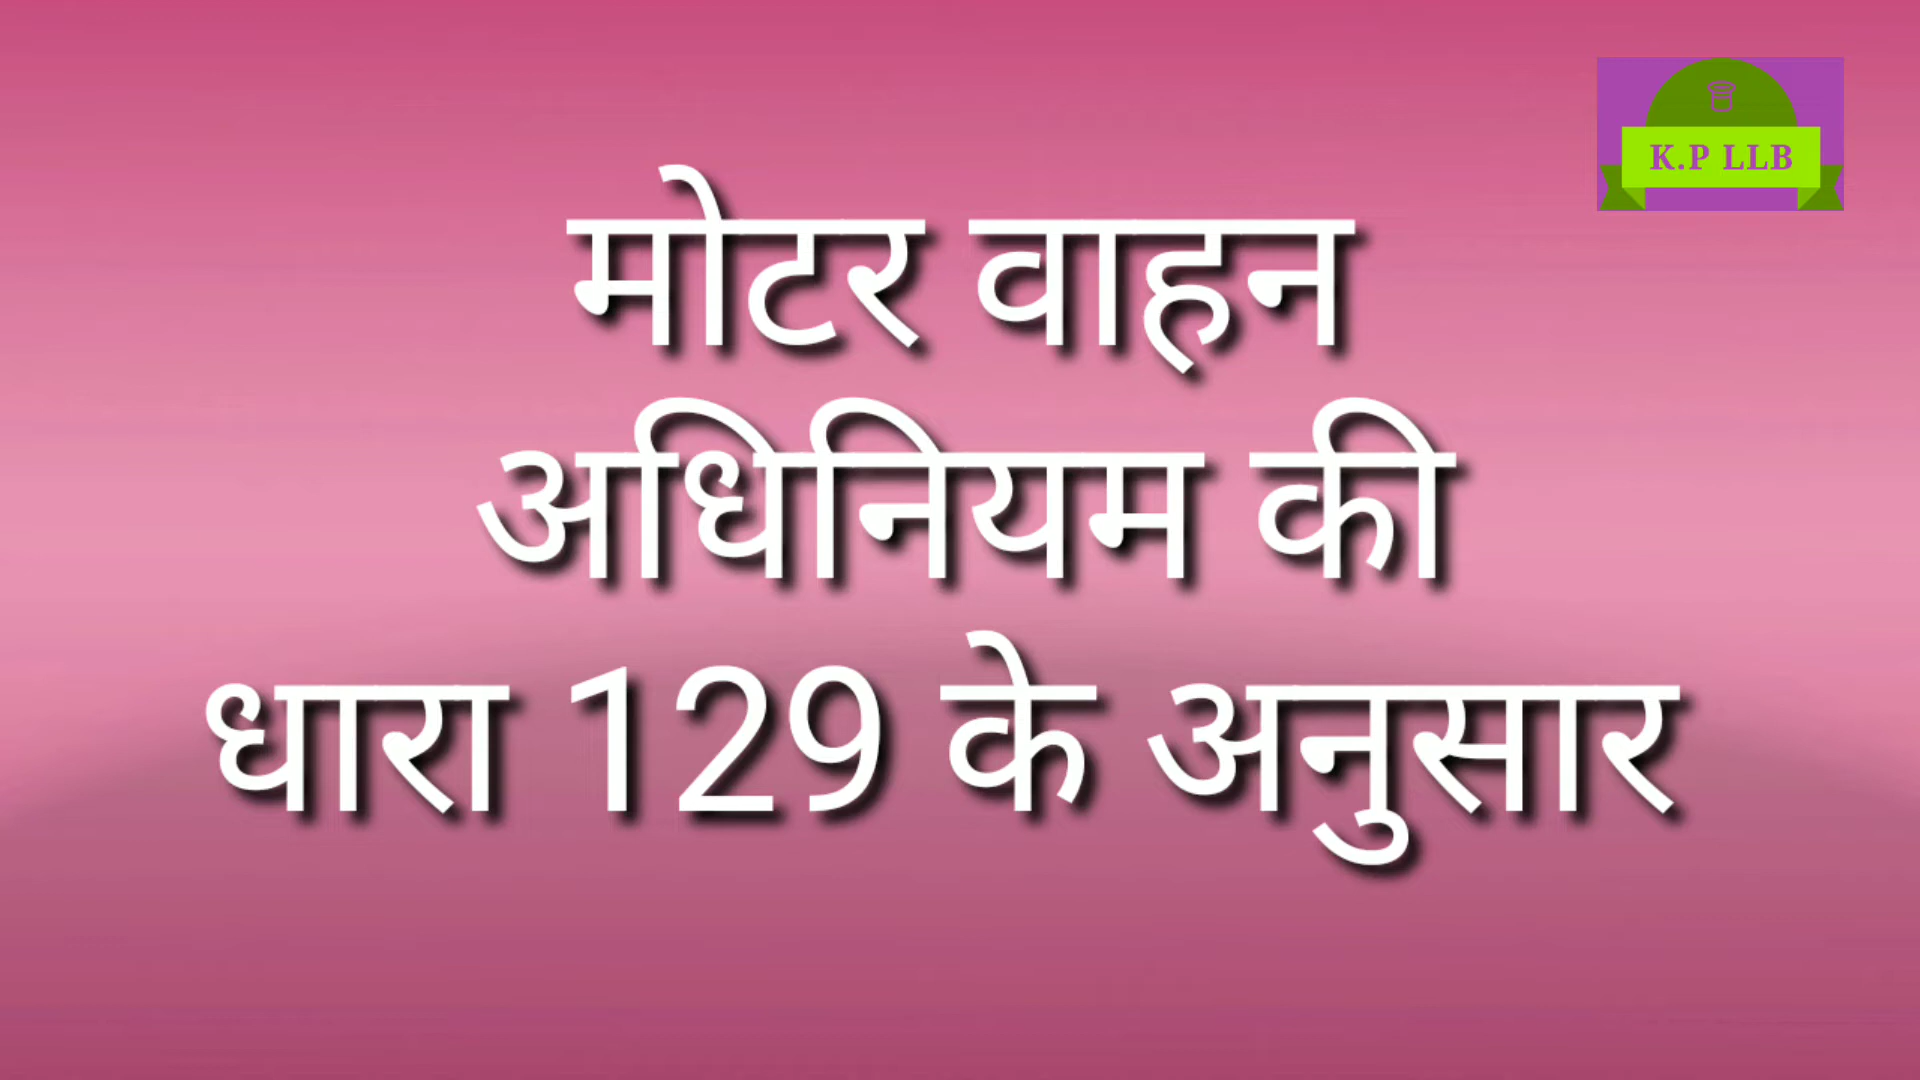 K.P LLB
मोटर वाहन
अधिनियम की
धारा 129 के अनुसार